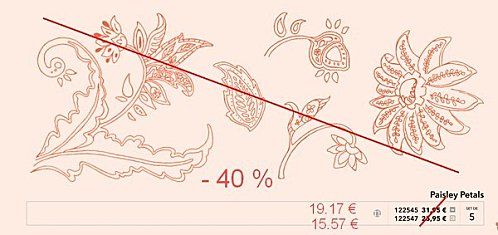 - 40 %
Paisley Petals
19.17 € 122545 31,95 € SET DE
15.57 € 122547 25,95 € 5